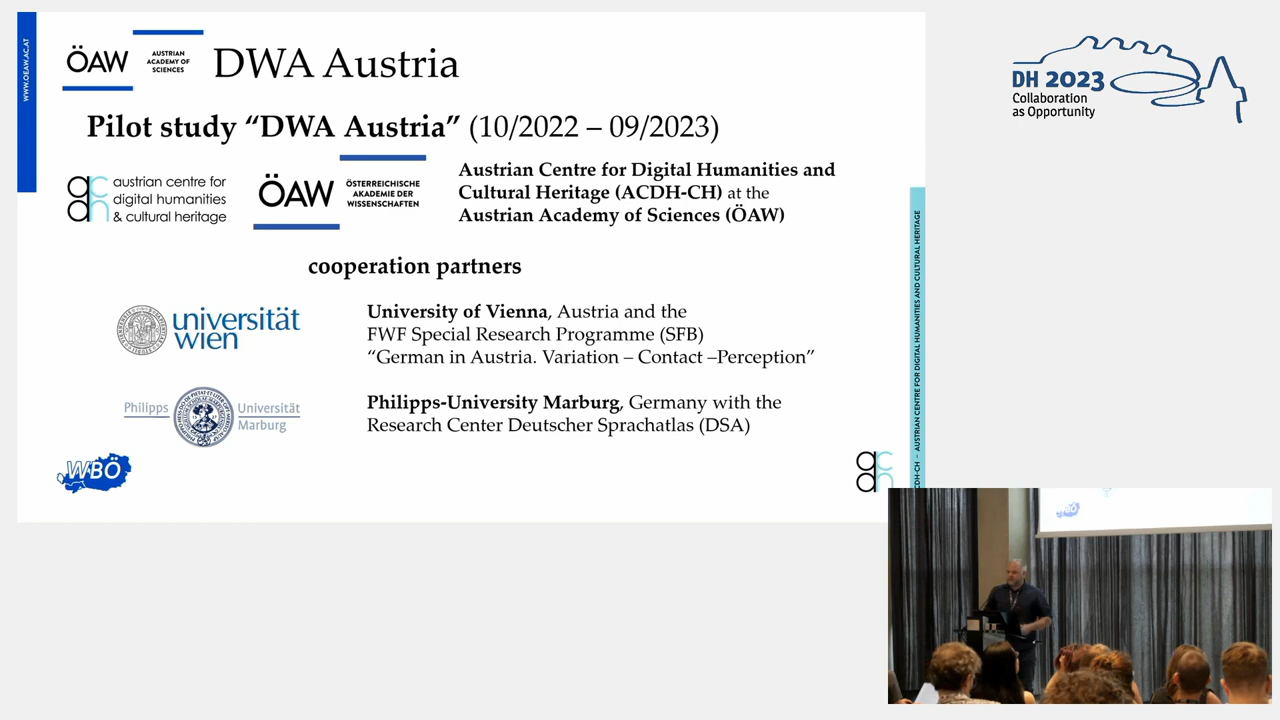 WWW.OEAW.AC.AT
ÖAW
AUSTRIAN
ACADEMY OF
SCIENCES
DWA Austria
Pilot study “DWA Austria” (10/2022 – 09/2023)
austrian centre for
digital humanities
& cultural heritage
ÖAW
ÖSTERREICHISCHE
AKADEMIE DER
WISSENSCHAFTEN
Austrian Centre for Digital Humanities and
Cultural Heritage (ACDH-CH) at the
Austrian Academy of Sciences (ÖAW)
cooperation partners
universität
wien
University of Vienna, Austria and the
FWF Special Research Programme (SFB)
“German in Austria. Variation – Contact –Perception”
Philipps
Universität
Marburg
Philipps-University Marburg, Germany with the
Research Center Deutscher Sprachatlas (DSA)
WBÖ
CDH-CH – AUSTRIAN CENTRE FOR DIGITAL HUMANITIES AND CULTURAL HERITAGE
DH 2023
Collaboration
as Opportunity
WBÖ